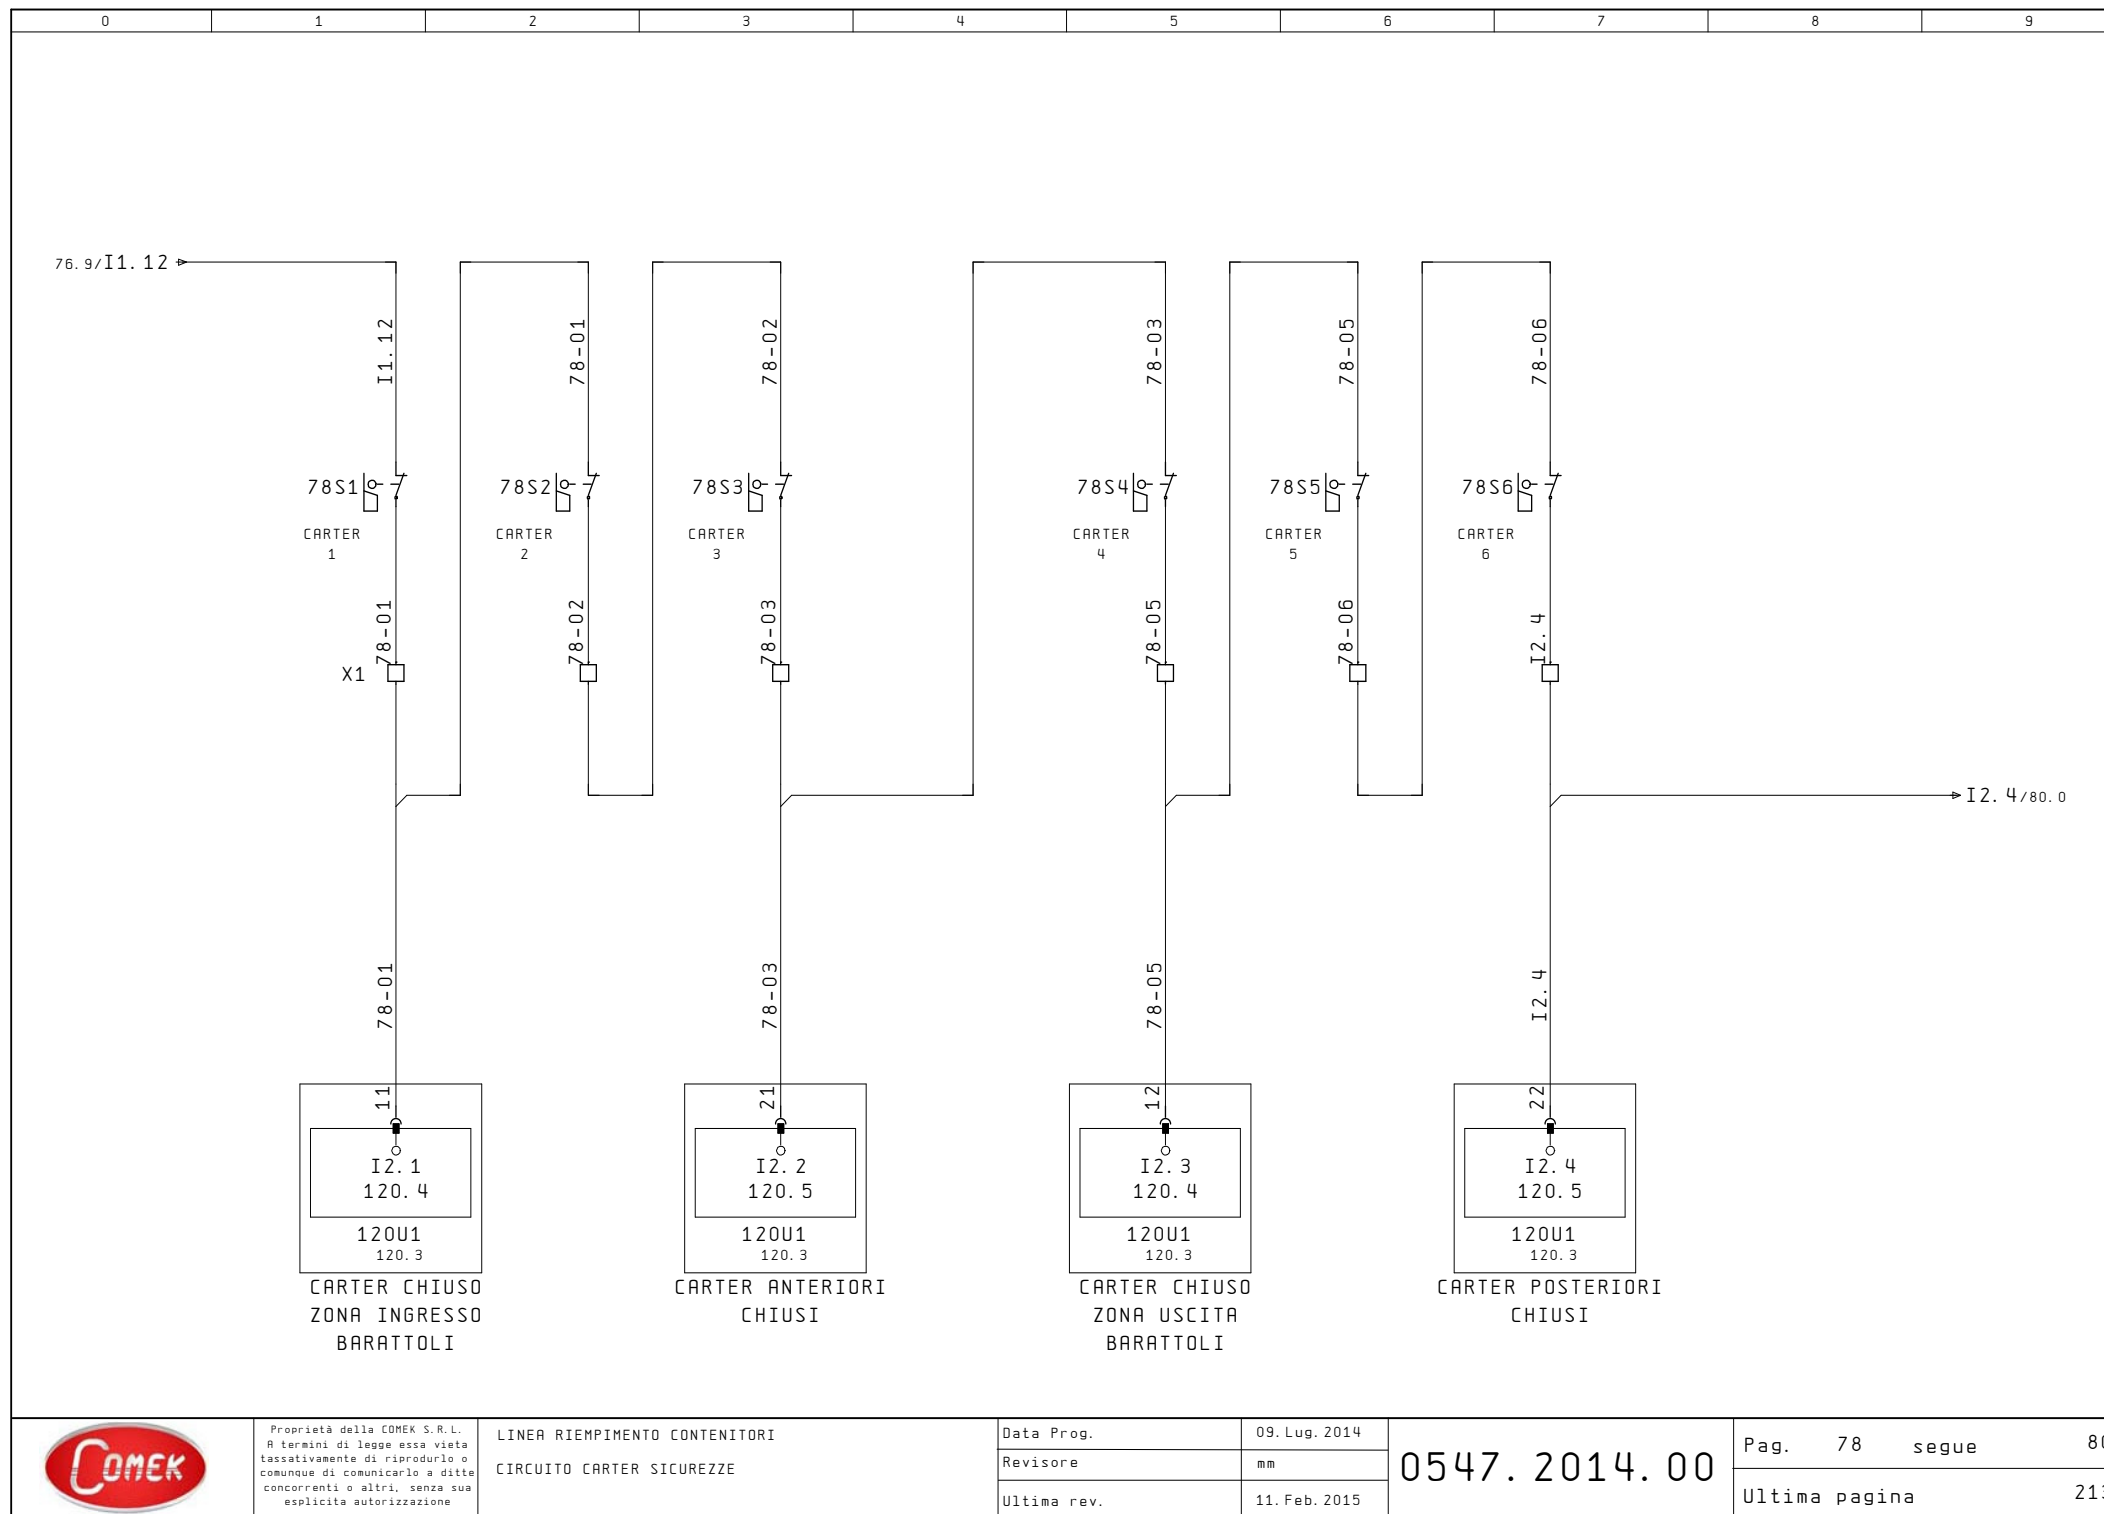 0 1 2 3 4 5 6 7 8 9
76.9/I1.12
I1.12
78-01
78-02
78-03
78-05
78-06
78S1
78S2
78S3
78S4
78S5
78S6
CARTER
1
CARTER
2
CARTER
3
CARTER
4
CARTER
5
CARTER
6
78-01
78-02
78-03
78-05
78-06
I2.4
X1
I2.4/80.0
78-01
78-03
78-05
I2.4
11
21
12
22
I2.1
120.4
120U1
120.3
I2.2
120.5
120U1
120.3
I2.3
120.4
120U1
120.3
I2.4
120.5
120U1
120.3
CARTER CHIUSO
ZONA INGRESSO
BARATTOLI
CARTER ANTERIORI
CHIUSI
CARTER CHIUSO
ZONA USCITA
BARATTOLI
CARTER POSTERIORI
CHIUSI
COMEK
Proprietà della COMEK S.R.L.
A termini di legge essa vieta
tassativamente di riprodurlo o
comunque di comunicarlo a ditte
concorrenti o altri, senza sua
esplicita autorizzazione
LINEA RIEMPIMENTO CONTENITORI
CIRCUITO CARTER SICUREZZE
Data Prog. 09.Lug.2014
Revisore mm
Ultima rev. 11.Feb.2015
0547.2014.00
Pag. 78 segue 80
Ultima pagina 213